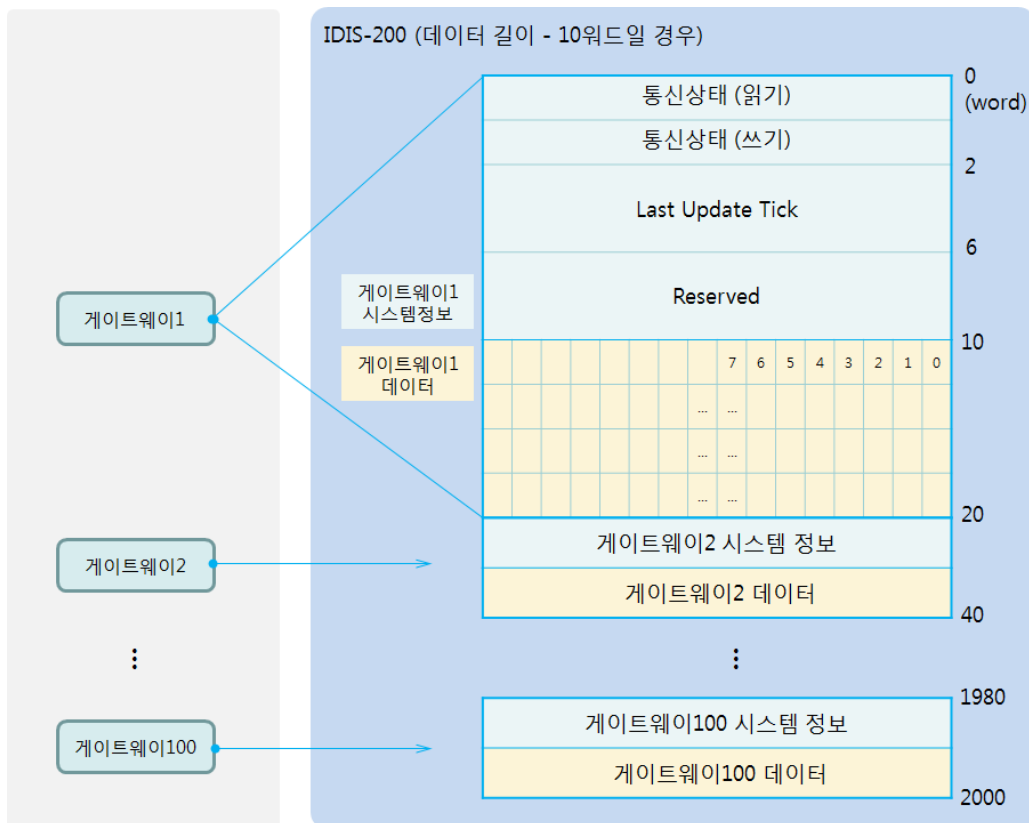 IDIS-200 (데이터 길이 - 10워드일 경우)
0
(word)
통신상태 (읽기)
통신상태 (쓰기)
2
Last Update Tick
6
게이트웨이1
시스템정보
Reserved
게이트웨이1
10
게이트웨이1
데이터
7 6 5 4 3 2 1 0
... ...
... ...
... ...
20
게이트웨이2 시스템 정보
게이트웨이2
게이트웨이2 데이터
40
⋮ ⋮
1980
게이트웨이100 시스템 정보
게이트웨이100
게이트웨이100 데이터
2000